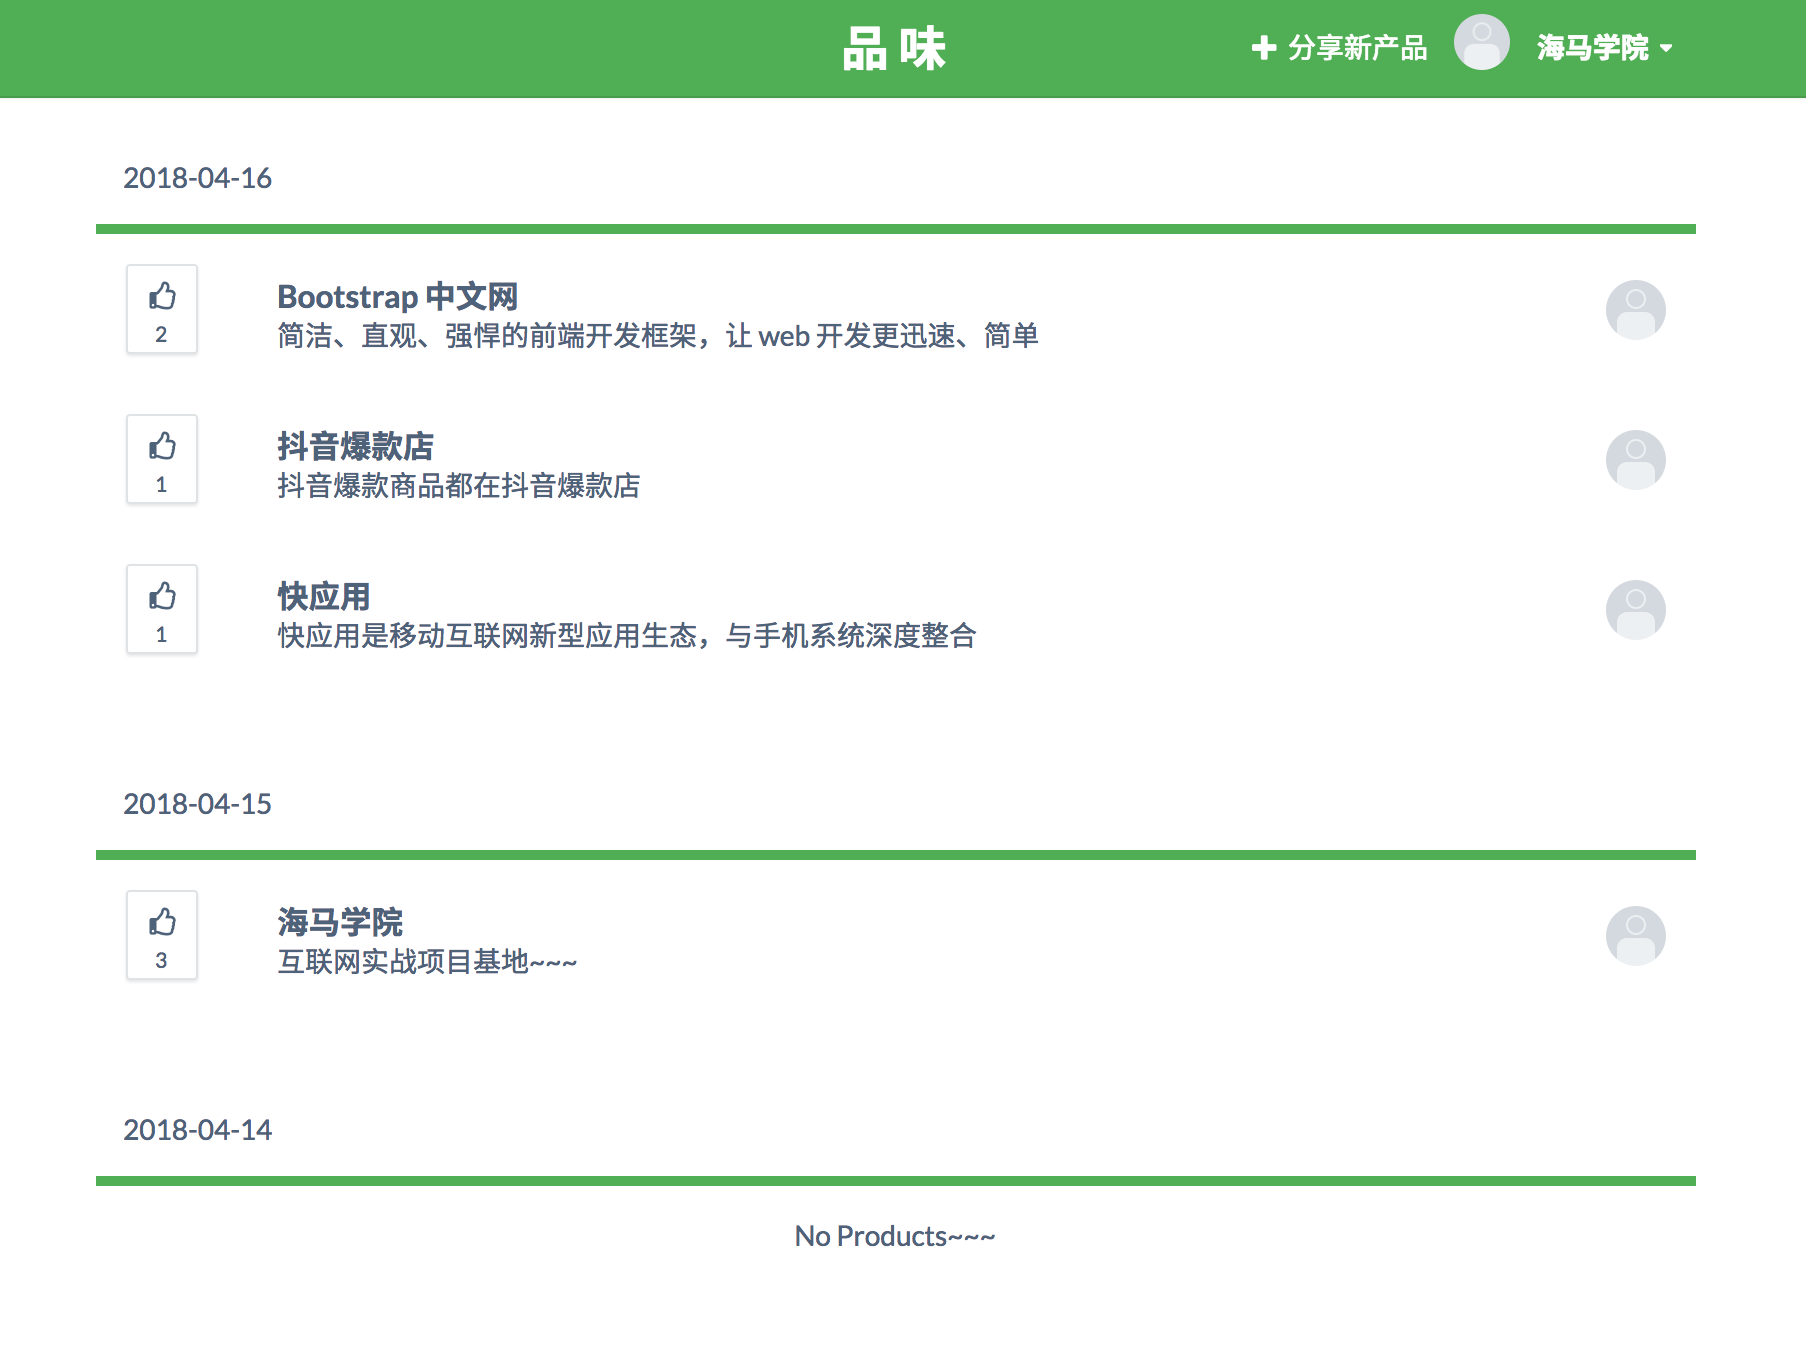 品 味
分享新产品
海马学院
2018-04-16
2
Bootstrap 中文网
简洁、直观、强悍的前端开发框架，让 web 开发更迅速、简单
1
抖音爆款店
抖音爆款商品都在抖音爆款店
1
快应用
快应用是移动互联网新型应用生态，与手机系统深度整合
2018-04-15
3
海马学院
互联网实战项目基地~~~
2018-04-14
No Products~~~